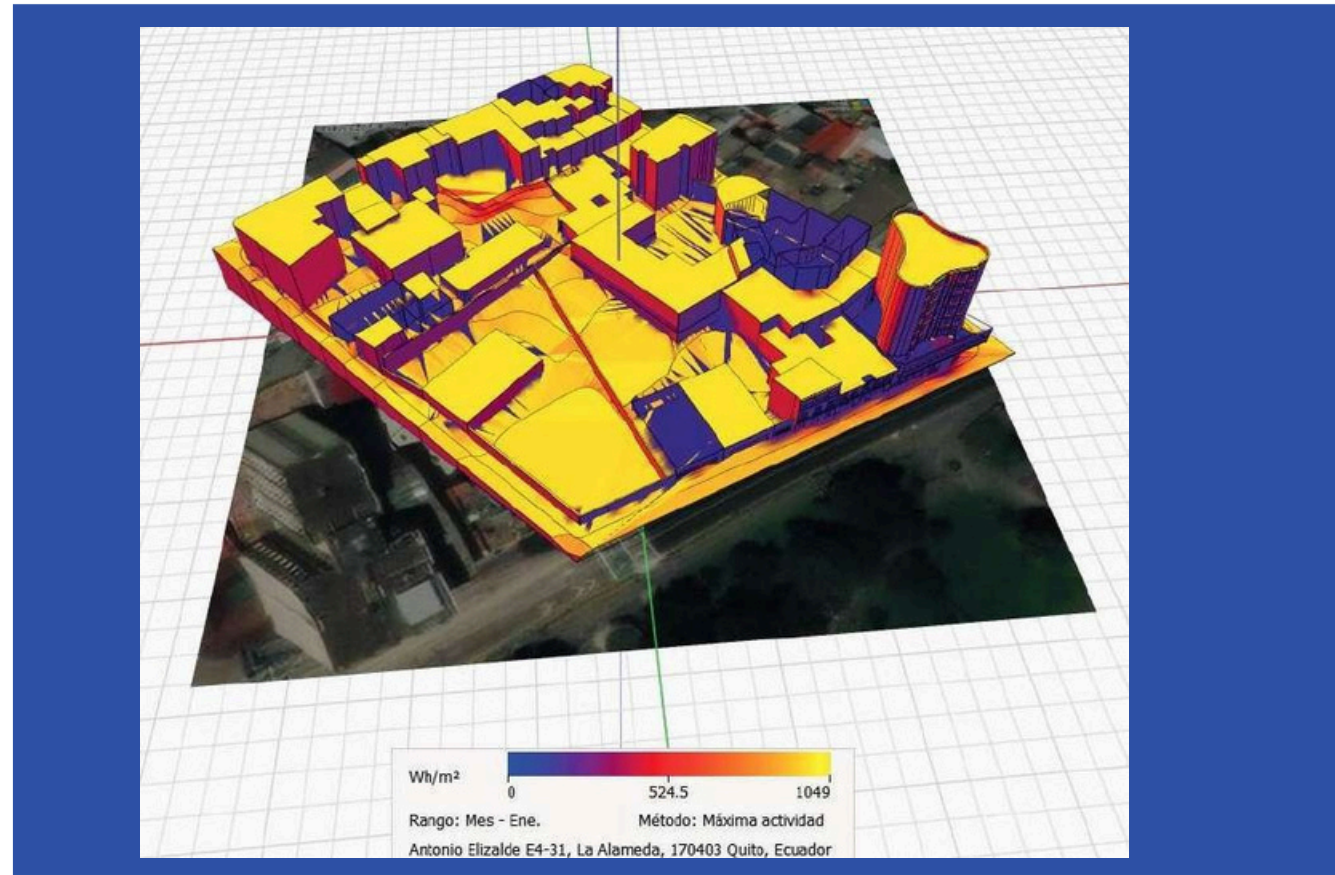 Wh/m²
0 524.5 1049
Rango: Mes - Ene. Método: Máxima actividad
Antonio Elizalde E4-31, La Alameda, 170403 Quito, Ecuador